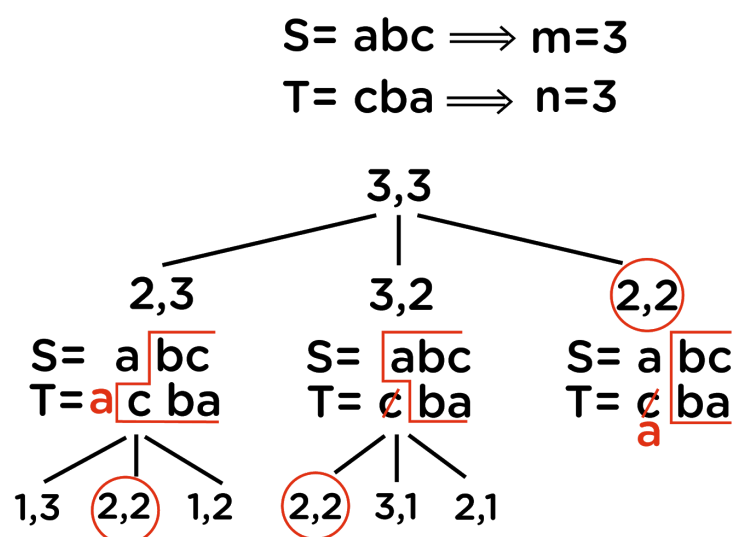 S= abc ⟹ m=3
T= cba ⟹ n=3
3,3
2,3 3,2 2,2
S= a bc S= abc S= a bc
T= a c ba T= c ba T= c ba
a
1,3 2,2 1,2 2,2 3,1 2,1